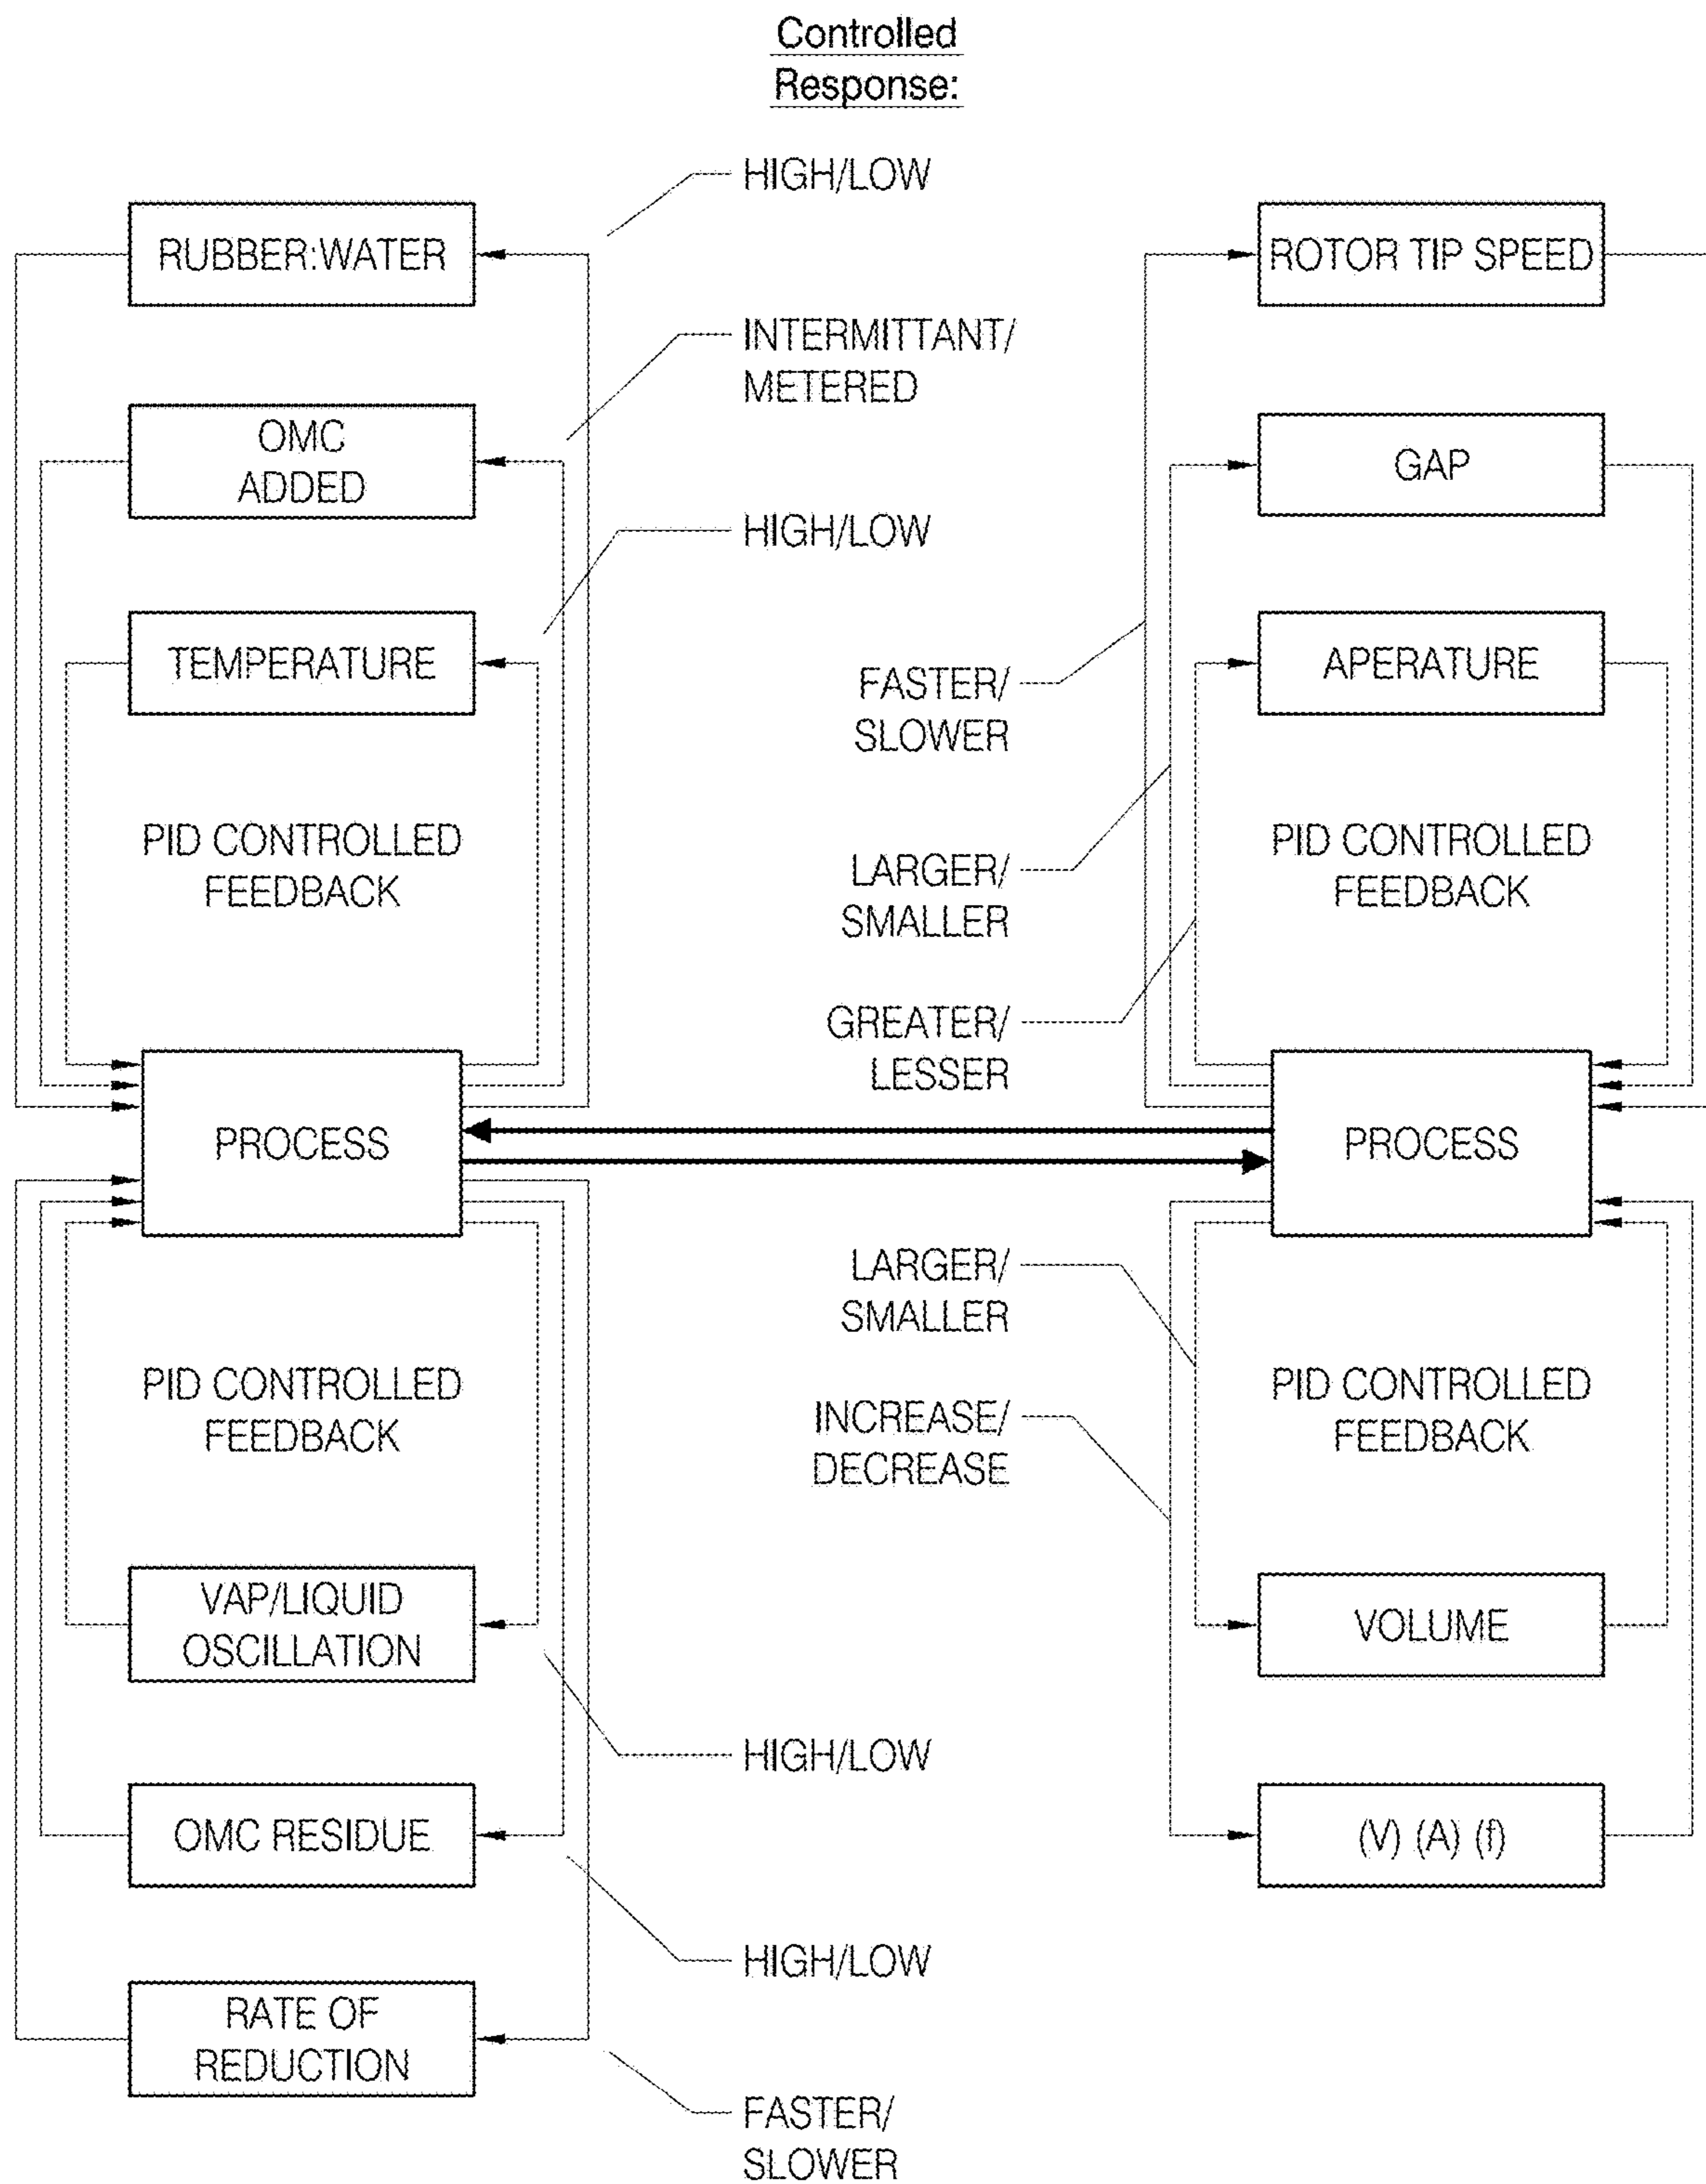 Controlled
Response:
HIGH/LOW
RUBBER:WATER
ROTOR TIP SPEED
INTERMITTANT/
METERED
OMC
ADDED
GAP
HIGH/LOW
TEMPERATURE
APERATURE
FASTER/
SLOWER
PID CONTROLLED
FEEDBACK
LARGER/
SMALLER
PID CONTROLLED
FEEDBACK
GREATER/
LESSER
PROCESS
PROCESS
LARGER/
SMALLER
PID CONTROLLED
FEEDBACK
INCREASE/
DECREASE
PID CONTROLLED
FEEDBACK
VAP/LIQUID
OSCILLATION
VOLUME
HIGH/LOW
OMC RESIDUE
(V) (A) (f)
HIGH/LOW
RATE OF
REDUCTION
FASTER/
SLOWER